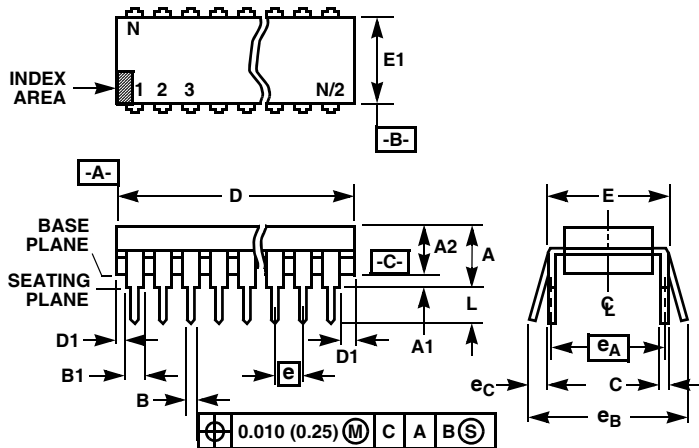 N
E1
INDEX
AREA
1 2 3 N/2
-B-
-A-
D
E
BASE
PLANE
A2
A
-C-
SEATING
PLANE
L
C L
D1
A1
D1
eA
B1
e
eC
C
B
eB
0.010 (0.25) M C A B S